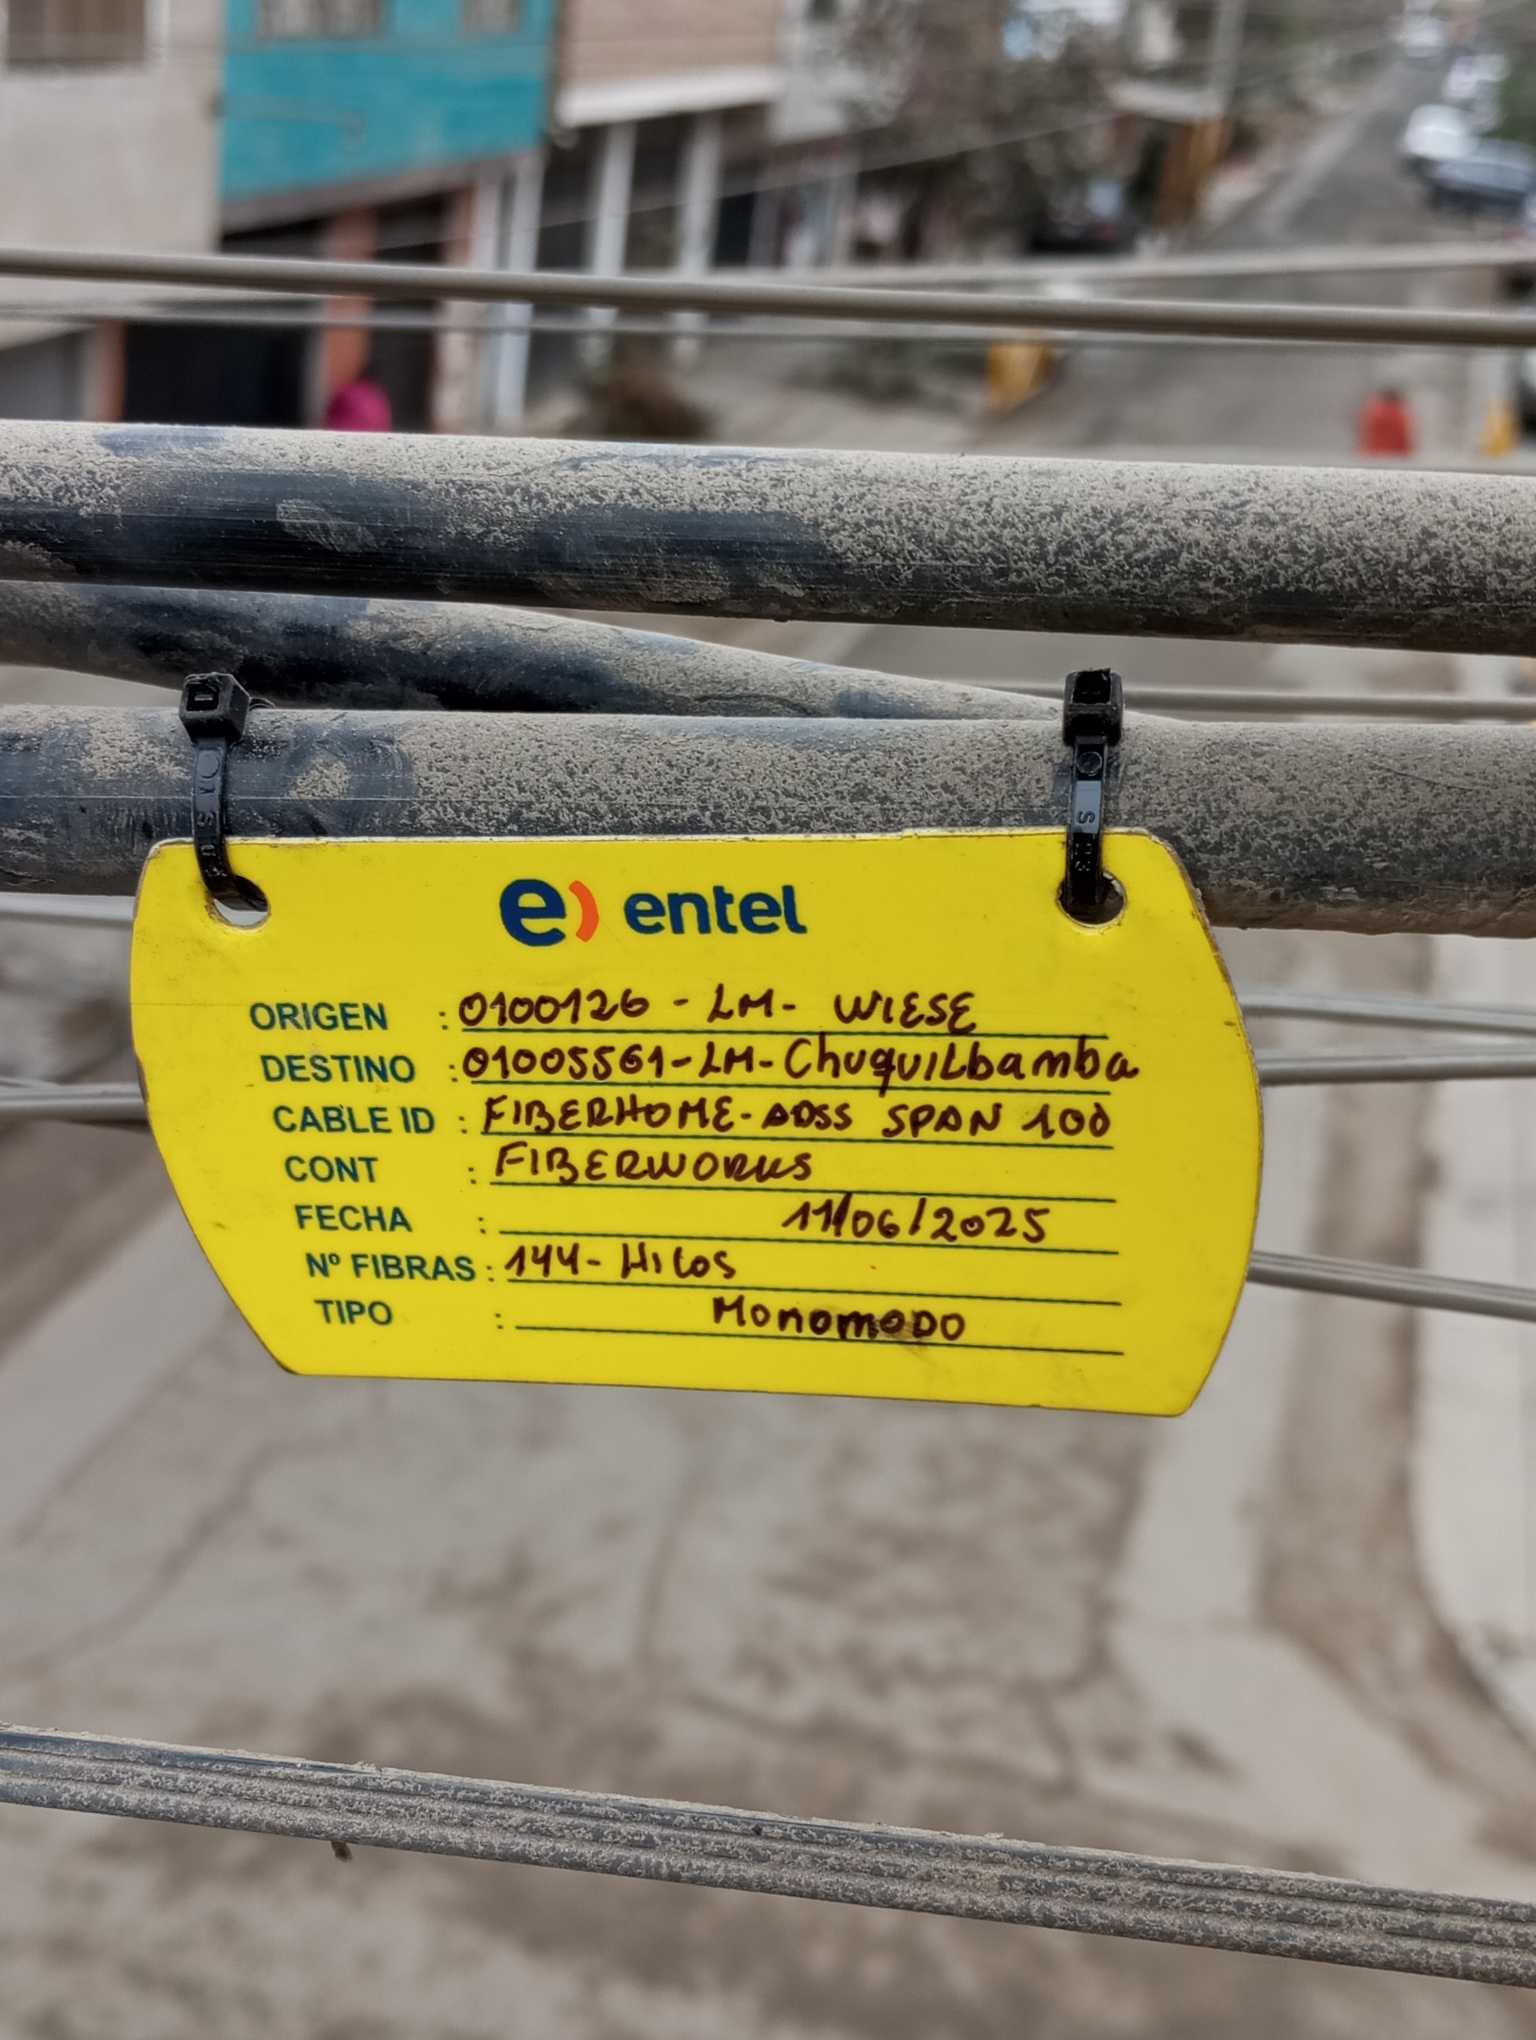 e) entel
ORIGEN : 0100126 - LM - WIESE
DESTINO : 01005561-LM-Chuquilbamba
CABLE ID : FIBERHOME-ADSS SPAN 100
CONT : FIBERWORKS
FECHA : 11/06/2025
Nº FIBRAS : 144- Hilos
TIPO : MonomoDO